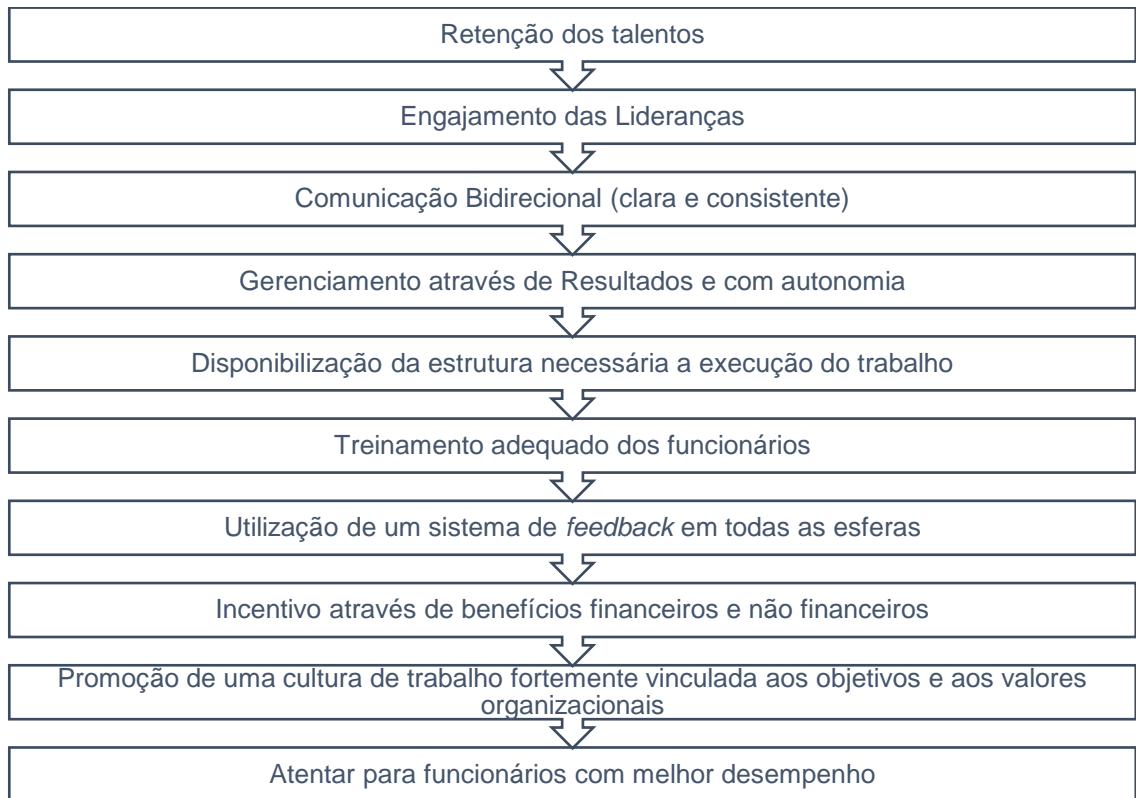 Retenção dos talentos
Engajamento das Lideranças
Comunicação Bidirecional (clara e consistente)
Gerenciamento através de Resultados e com autonomia
Disponibilização da estrutura necessária a execução do trabalho
Treinamento adequado dos funcionários
Utilização de um sistema de feedback em todas as esferas
Incentivo através de benefícios financeiros e não financeiros
Promoção de uma cultura de trabalho fortemente vinculada aos objetivos e aos valores
organizacionais
Atentar para funcionários com melhor desempenho